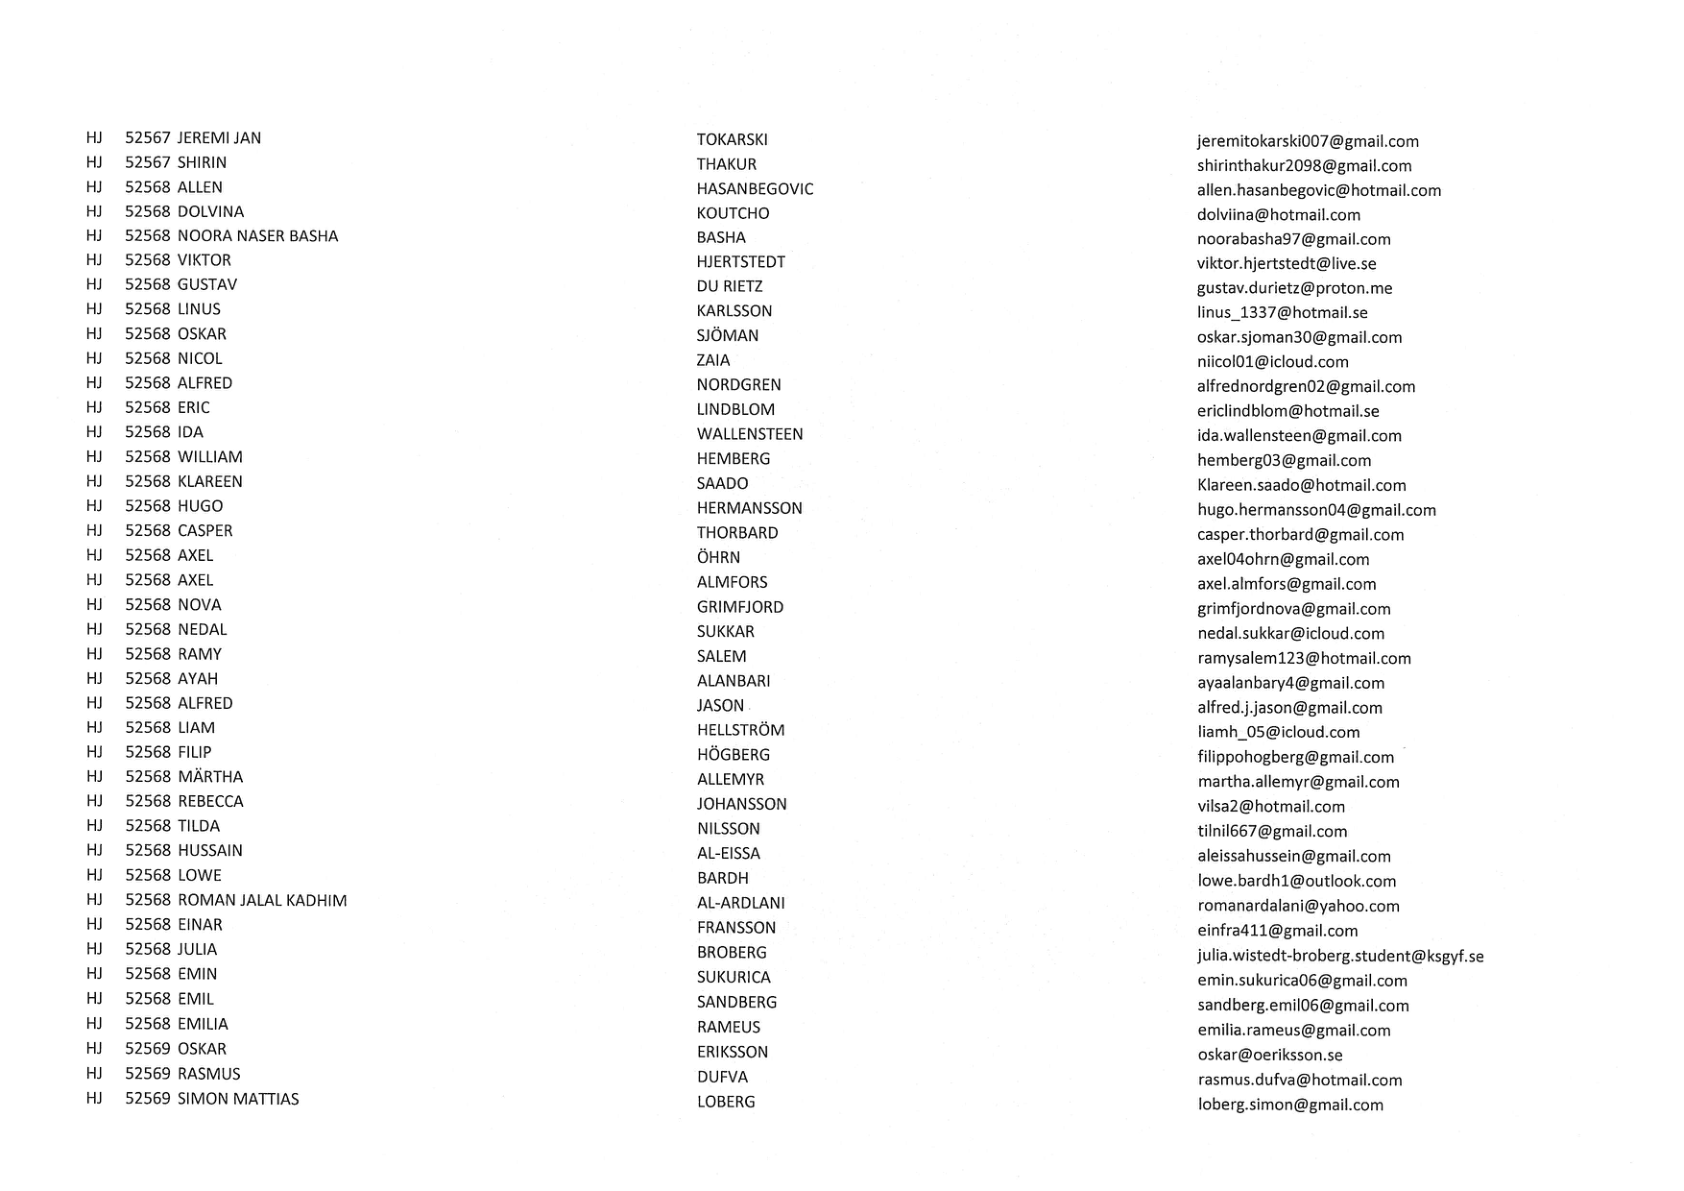 HJ 52567 JEREMI JAN TOKARSKI jeremitokarski007@gmail.com
HJ 52567 SHIRIN THAKUR shirinthakur2098@gmail.com
HJ 52568 ALLEN HASANBEGOVIC allen.hasanbegovic@hotmail.com
HJ 52568 DOLVINA KOUTCHO dolviina@hotmail.com
HJ 52568 NOORA NASER BASHA BASHA noorabasha97@gmail.com
HJ 52568 VIKTOR HJERTSTEDT viktor.hjertstedt@live.se
HJ 52568 GUSTAV DU RIETZ gustav.durietz@proton.me
HJ 52568 LINUS KARLSSON linus_1337@hotmail.se
HJ 52568 OSKAR SJÖMAN oskar.sjoman30@gmail.com
HJ 52568 NICOL ZAIA niicol01@icloud.com
HJ 52568 ALFRED NORDGREN alfrednordgren02@gmail.com
HJ 52568 ERIC LINDBLOM ericlindblom@hotmail.se
HJ 52568 IDA WALLENSTEEN ida.wallensteen@gmail.com
HJ 52568 WILLIAM HEMBERG hemberg03@gmail.com
HJ 52568 KLAREEN SAADO Klareen.saado@hotmail.com
HJ 52568 HUGO HERMANSSON hugo.hermansson04@gmail.com
HJ 52568 CASPER THORBARD casper.thorbard@gmail.com
HJ 52568 AXEL ÖHRN axel04ohrn@gmail.com
HJ 52568 AXEL ALMFORS axel.almfors@gmail.com
HJ 52568 NOVA GRIMFJORD grimfjordnova@gmail.com
HJ 52568 NEDAL SUKKAR nedal.sukkar@icloud.com
HJ 52568 RAMY SALEM ramysalem123@hotmail.com
HJ 52568 AYAH ALANBARI ayaalanbary4@gmail.com
HJ 52568 ALFRED JASON alfred.j.jason@gmail.com
HJ 52568 LIAM HELLSTRÖM liamh_05@icloud.com
HJ 52568 FILIP HÖGBERG filippohogberg@gmail.com
HJ 52568 MÄRTHA ALLEMYR martha.allemyr@gmail.com
HJ 52568 REBECCA JOHANSSON vilsa2@hotmail.com
HJ 52568 TILDA NILSSON tilnil667@gmail.com
HJ 52568 HUSSAIN AL-EISSA aleissahussein@gmail.com
HJ 52568 LOWE BARDH lowe.bardh1@outlook.com
HJ 52568 ROMAN JALAL KADHIM AL-ARDLANI romanardalani@yahoo.com
HJ 52568 EINAR FRANSSON einfra411@gmail.com
HJ 52568 JULIA BROBERG julia.wistedt-broberg.student@ksgyf.se
HJ 52568 EMIN SUKURICA emin.sukurica06@gmail.com
HJ 52568 EMIL SANDBERG sandberg.emil06@gmail.com
HJ 52568 EMILIA RAMEUS emilia.rameus@gmail.com
HJ 52569 OSKAR ERIKSSON oskar@oeriksson.se
HJ 52569 RASMUS DUFVA rasmus.dufva@hotmail.com
HJ 52569 SIMON MATTIAS LOBERG loberg.simon@gmail.com